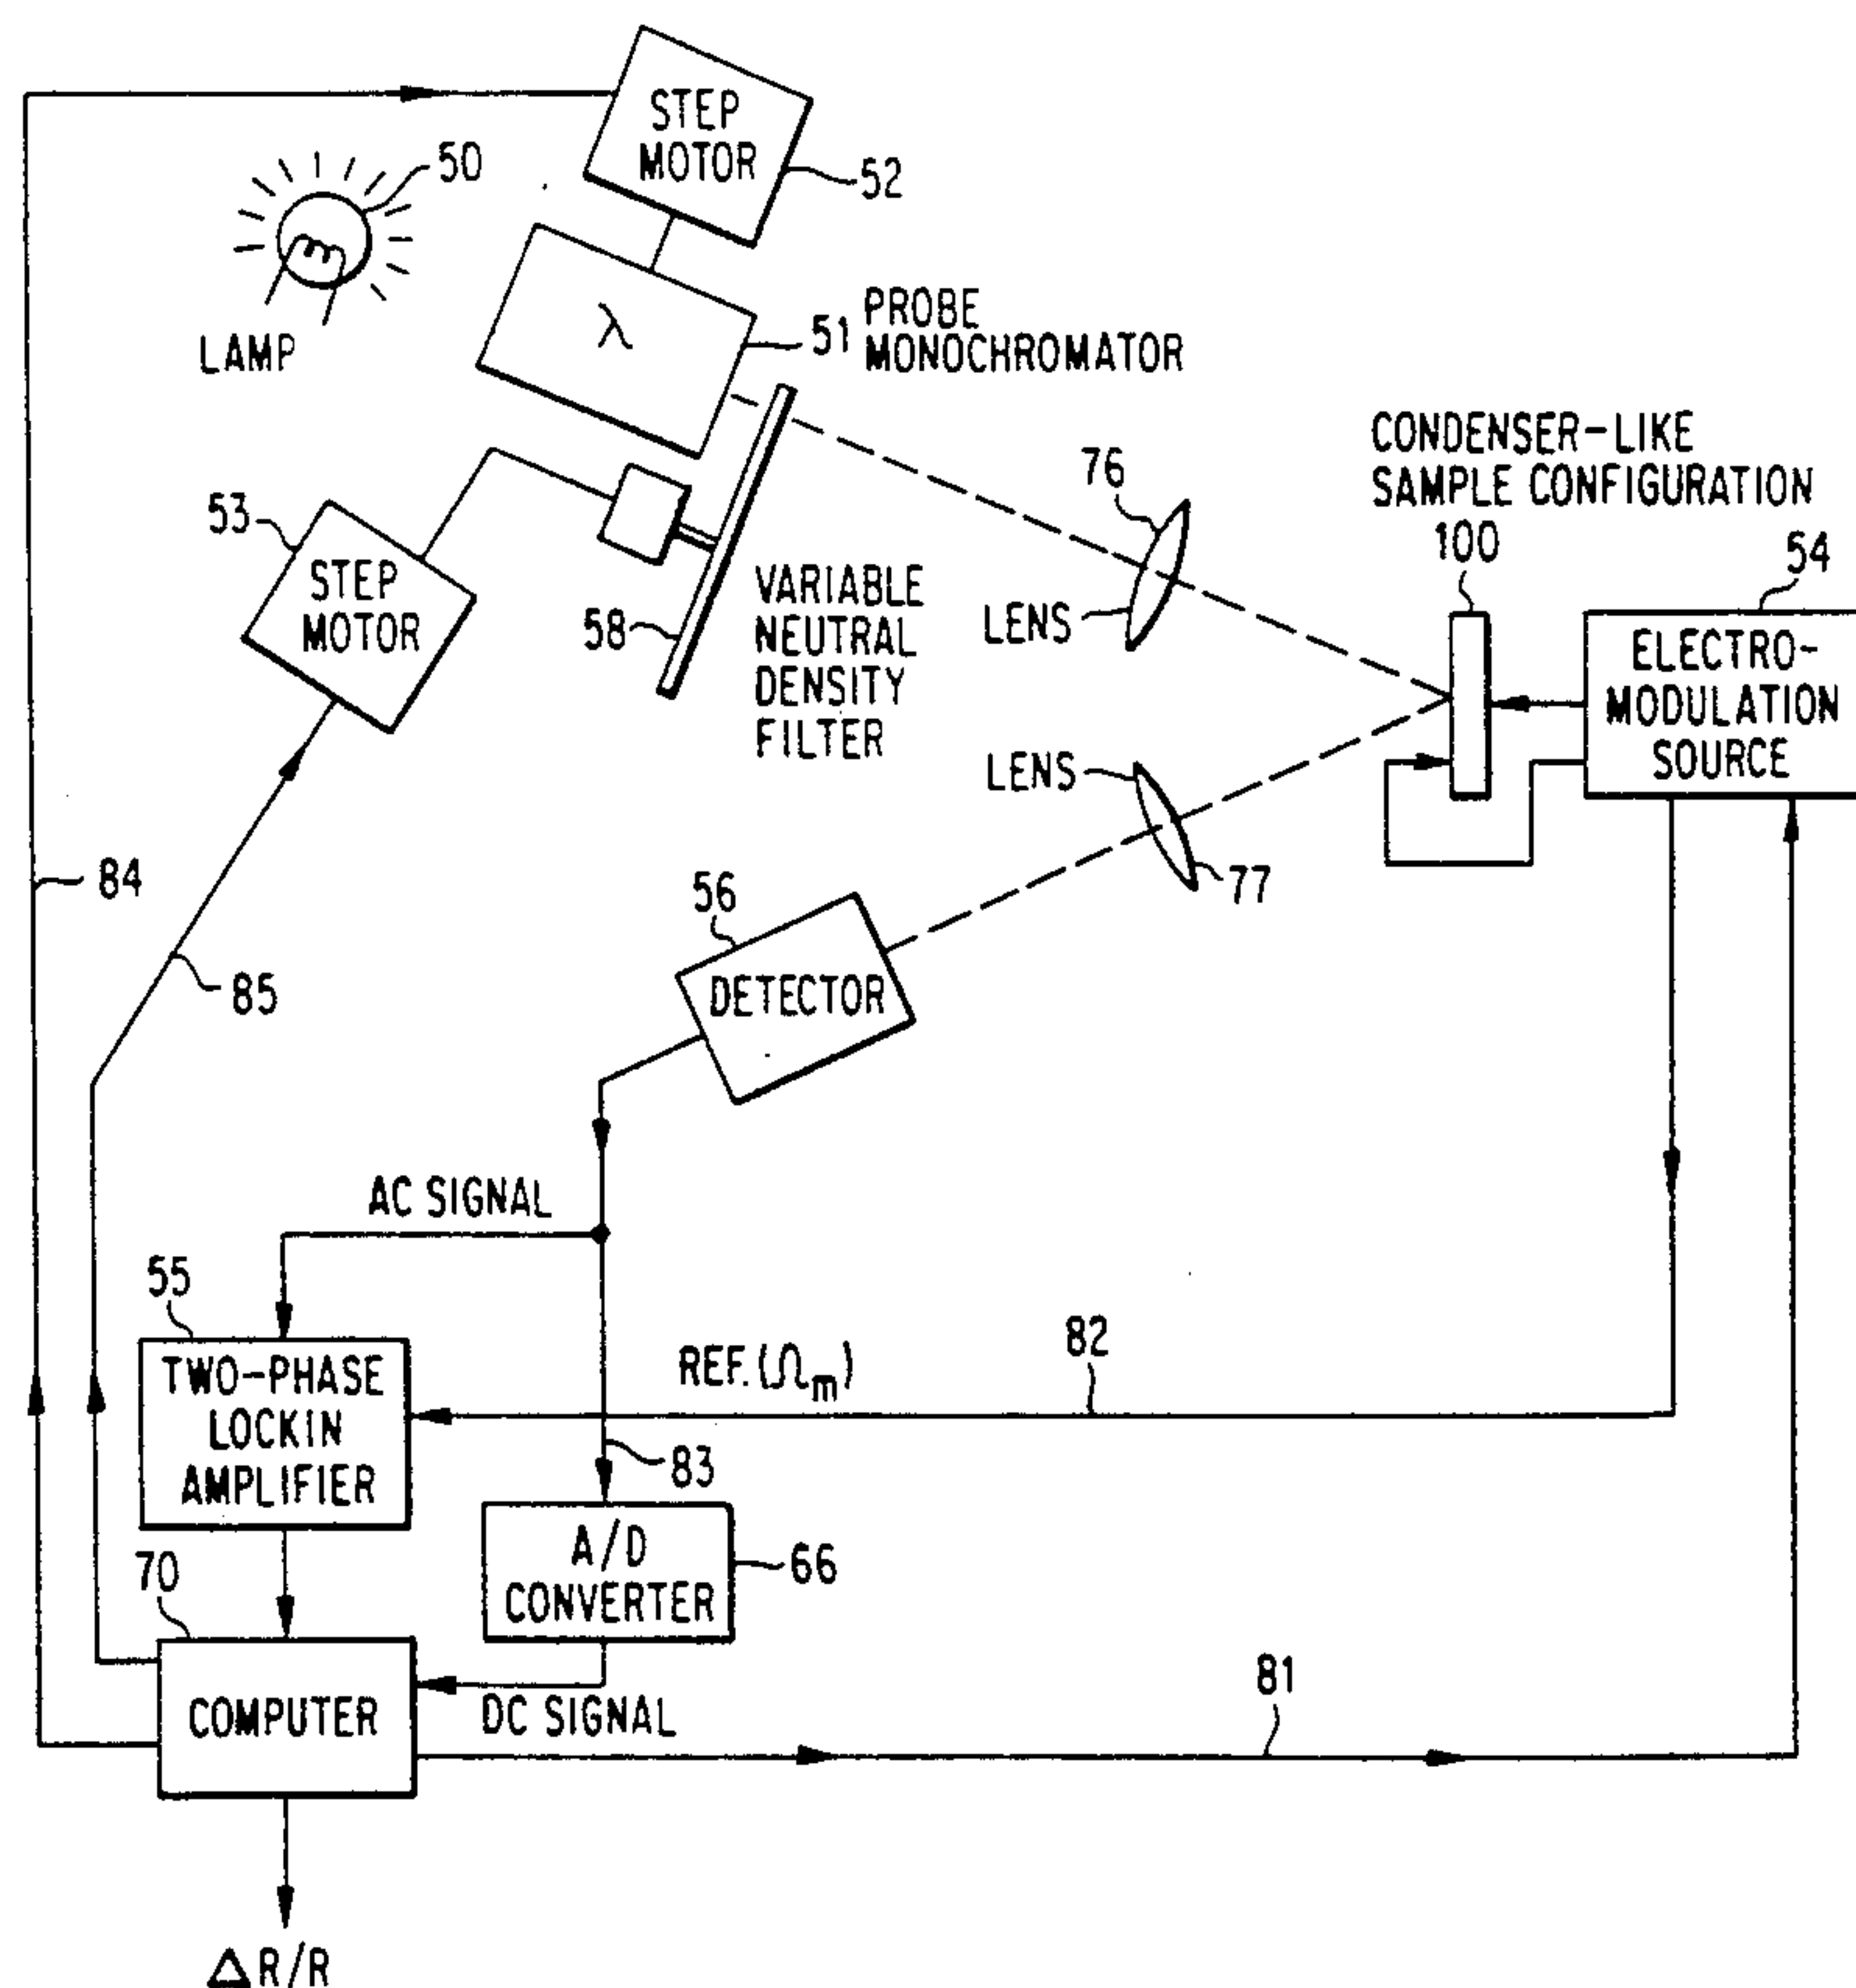 STEP
MOTOR
52
50
LAMP
λ
51
PROBE
MONOCHROMATOR
CONDENSER-LIKE
SAMPLE CONFIGURATION
100
76
54
53
STEP
MOTOR
58
VARIABLE
NEUTRAL
DENSITY
FILTER
LENS
ELECTRO-
MODULATION
SOURCE
LENS
77
84
56
DETECTOR
85
AC SIGNAL
55
TWO-PHASE
LOCKIN
AMPLIFIER
REF. (Ωm)
82
83
A/D
CONVERTER
66
70
COMPUTER
DC SIGNAL
81
ΔR/R